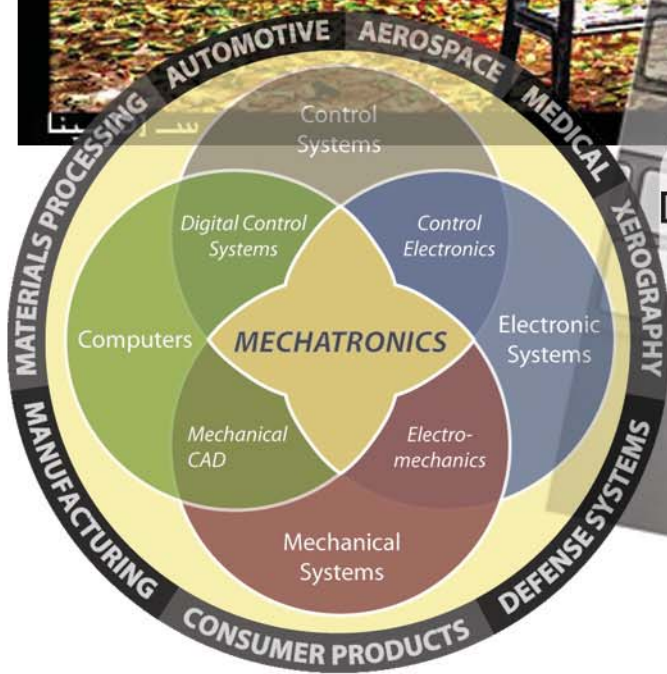 AUTOMOTIVE
AEROSPACE
MEDICAL
XEROGRAPHY
DEFENSE SYSTEMS
CONSUMER PRODUCTS
MANUFACTURING
MATERIALS PROCESSING
Control
Systems
Digital Control
Systems
Control
Electronics
Computers
MECHATRONICS
Electronic
Systems
Mechanical
CAD
Electro-
mechanics
Mechanical
Systems